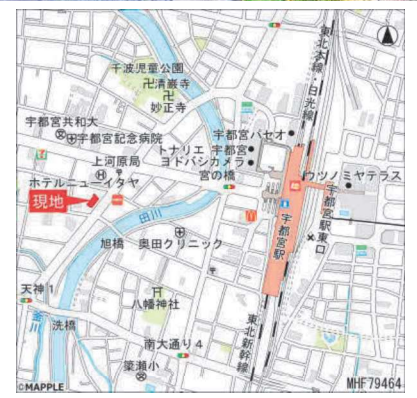 東北本線・日光線
千波児童公園
清巌寺
妙正寺
宇都宮共和大
宇都宮記念病院
宇都宮パセオ
トナリエ 宇都宮
ヨドバシカメラ
宮の橋
ウツノミヤテラス
上河原局
ホテルニューイタヤ
現地
宇都宮駅
宇都宮駅東口
田川
旭橋
奥田クリニック
天神1
八幡神社
金川
洗橋
南大通り4
簗瀬小
東北新幹線
©MAPPLE
MHF79464